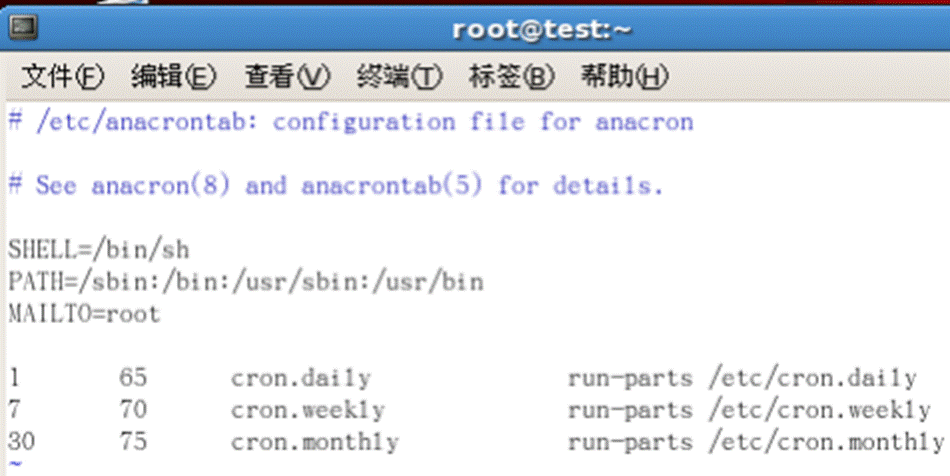 root@test:~
文件(F) 编辑(E) 查看(V) 终端(T) 标签(B) 帮助(H)
# /etc/anacrontab: configuration file for anacron
# See anacron(8) and anacrontab(5) for details.
SHELL=/bin/sh
PATH=/sbin:/bin:/usr/sbin:/usr/bin
MAILTO=root
1 65 cron.daily run-parts /etc/cron.daily
7 70 cron.weekly run-parts /etc/cron.weekly
30 75 cron.monthly run-parts /etc/cron.monthly
~